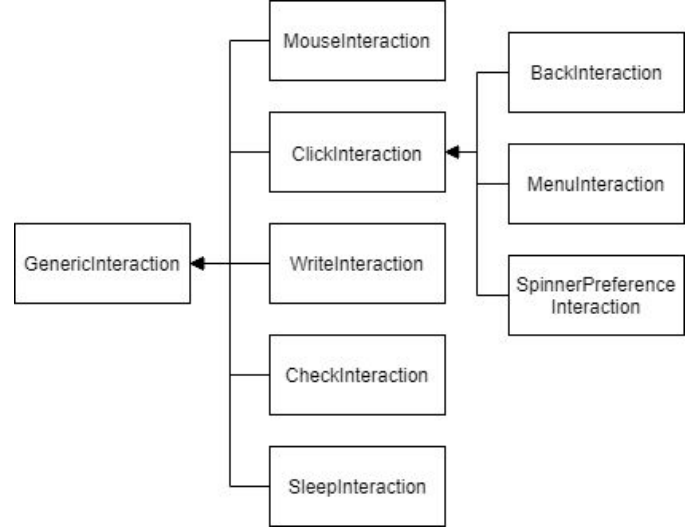 MouseInteraction
BackInteraction
ClickInteraction
MenuInteraction
GenericInteraction
WriteInteraction
SpinnerPreference
Interaction
CheckInteraction
SleepInteraction